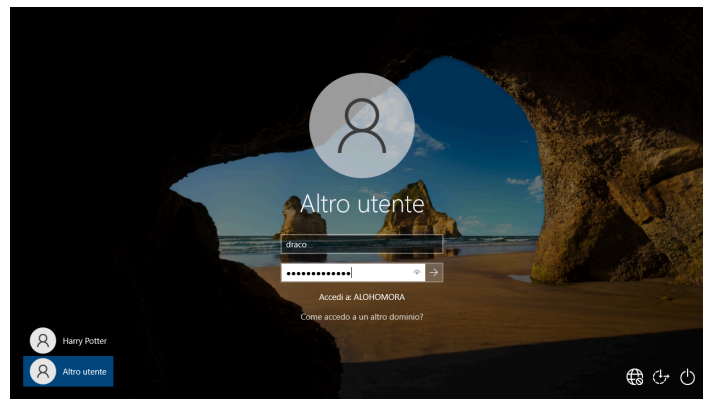 Altro utente
draco
•••••••••••••
Accedi a: ALOHOMORA
Come accedo a un altro dominio?
Harry Potter
Altro utente